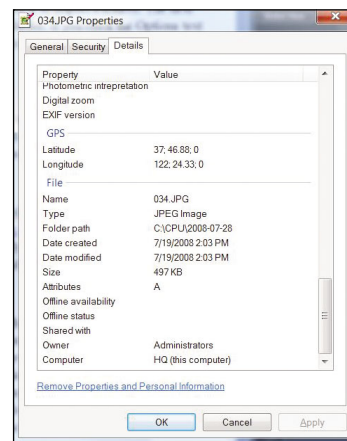 034.JPG Properties
General Security Details
Property Value
Photometric intrepretation
Digital zoom
EXIF version
GPS
Latitude 37; 46.88; 0
Longitude 122; 24.33; 0
File
Name 034.JPG
Type JPEG Image
Folder path C:\CPU\2008-07-28
Date created 7/19/2008 2:03 PM
Date modified 7/19/2008 2:03 PM
Size 497 KB
Attributes A
Offline availability
Offline status
Shared with
Owner Administrators
Computer HQ (this computer)
Remove Properties and Personal Information
OK Cancel Apply